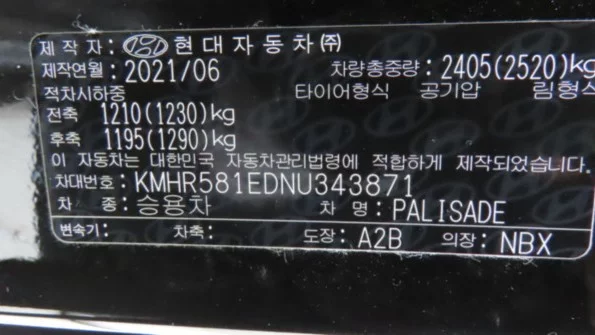 제 작 자 : 현대자동차(주)
제작연월 : 2021/06 차량총중량 : 2405(2520)kg
적차시하중 타이어형식 공기압 림형식
전축 1210(1230)kg
후축 1195(1290)kg
이 자동차는 대한민국 자동차관리법령에 적합하게 제작되었습니다.
차대번호 : KMHR581EDNU343871
차 종 : 승용차 차 명 : PALISADE
변속기 : 차축 : 도장 : A2B 의장 : NBX